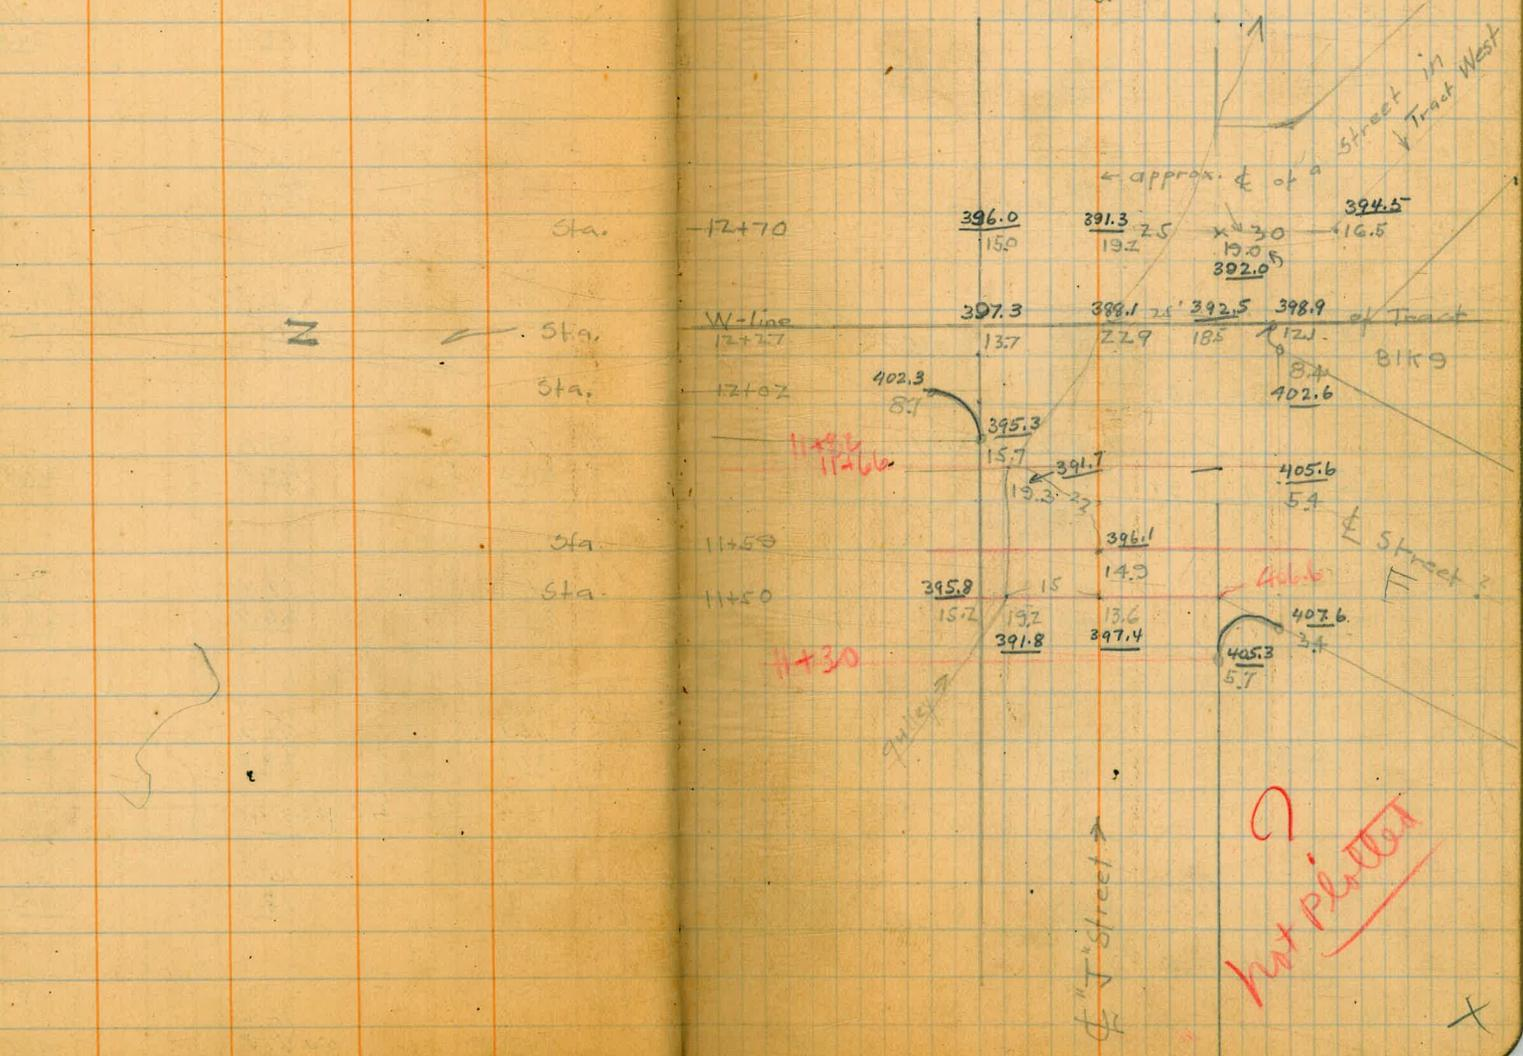 Street in
Tract West
← approx. ℄ of a
394.5
Sta. 12+70 396.0 391.3 25 x 30 16.5
15.0 19.2 19.0
392.0
W-line 397.3 388.1 25' 392.5 398.9 of Tract
Sta. 12+27 13.7 22.9 18.5 12.1
Blk 9
8.4
402.3 402.6
Sta. 12+02 8.7
395.3
15.7
11+66 391.7 405.6
19.3 23 5.4
℄ Street F ?
396.1
Sta 11+59
14.9
406.6
Sta 11+50 395.8 15
15.2 19.2 13.6 407.6
391.8 397.4 3.4
11+30 405.3
5.7
gulley
?
not plotted
℄ "J" Street →
Z
x